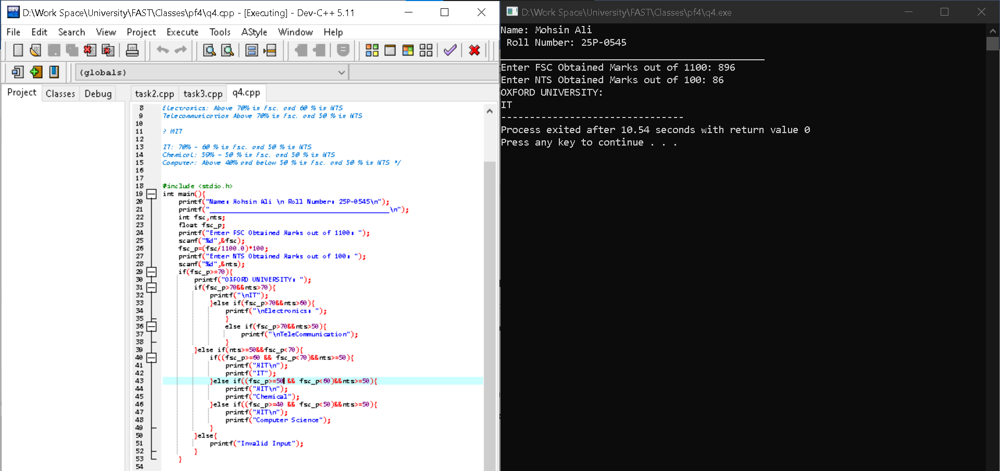 D:\Work Space\University\FAST\Classes\pf4\q4.cpp - [Executing] - Dev-C++ 5.11
File Edit Search View Project Execute Tools AStyle Window Help
(globals)
Project Classes Debug
task2.cpp task3.cpp q4.cpp
8 Electronics: Above 70% in Fsc. and 60 % in NTS
9 Telecommunication Above 70% in Fsc. and 50 % in NTS
10
11 ? MIT
12
13 IT: 70% - 60 % in Fsc. and 50 % in NTS
14 Chemical: 59% - 50 % in Fsc. and 50 % in NTS
15 Computer: Above 40% and below 50 % in Fsc. and 50 % in NTS */
16
17
18 #include <stdio.h>
19 int main(){
20 printf("Name: Mohsin Ali \n Roll Number: 25P-0545\n");
21 printf("_______________________________________________\n");
22 int fsc,nts;
23 float fsc_p;
24 printf("Enter FSC Obtained Marks out of 1100: ");
25 scanf("%d",&fsc);
26 fsc_p=(fsc/1100.0)*100;
27 printf("Enter NTS Obtained Marks out of 100: ");
28 scanf("%d",&nts);
29 if(fsc_p>=70){
30 printf("OXFORD UNIVERSITY: ");
31 if(fsc_p>70&&nts>70){
32 printf("\nIT");
33 }else if(fsc_p>70&&nts>60){
34 printf("\nElectronics: ");
35 }
36 else if(fsc_p>70&&nts>50){
37 printf("\nTeleCommunication");
38 }
39 }else if(nts>=50&&fsc_p<70){
40 if((fsc_p>=60 && fsc_p<70)&&nts>=50){
41 printf("MIT\n");
42 printf("IT");
43 }else if((fsc_p>=50 && fsc_p<60)&&nts>=50){
44 printf("MIT\n");
45 printf("Chemical");
46 }else if((fsc_p>=40 && fsc_p<50)&&nts>=50){
47 printf("MIT\n");
48 printf("Computer Science");
49 }
50 }else{
51 printf("Invalid Input");
52 }
53 }
54
D:\Work Space\University\FAST\Classes\pf4\q4.exe
Name: Mohsin Ali
Roll Number: 25P-0545
______________________________________________
Enter FSC Obtained Marks out of 1100: 896
Enter NTS Obtained Marks out of 100: 86
OXFORD UNIVERSITY:
IT
--------------------------------
Process exited after 10.54 seconds with return value 0
Press any key to continue . . .